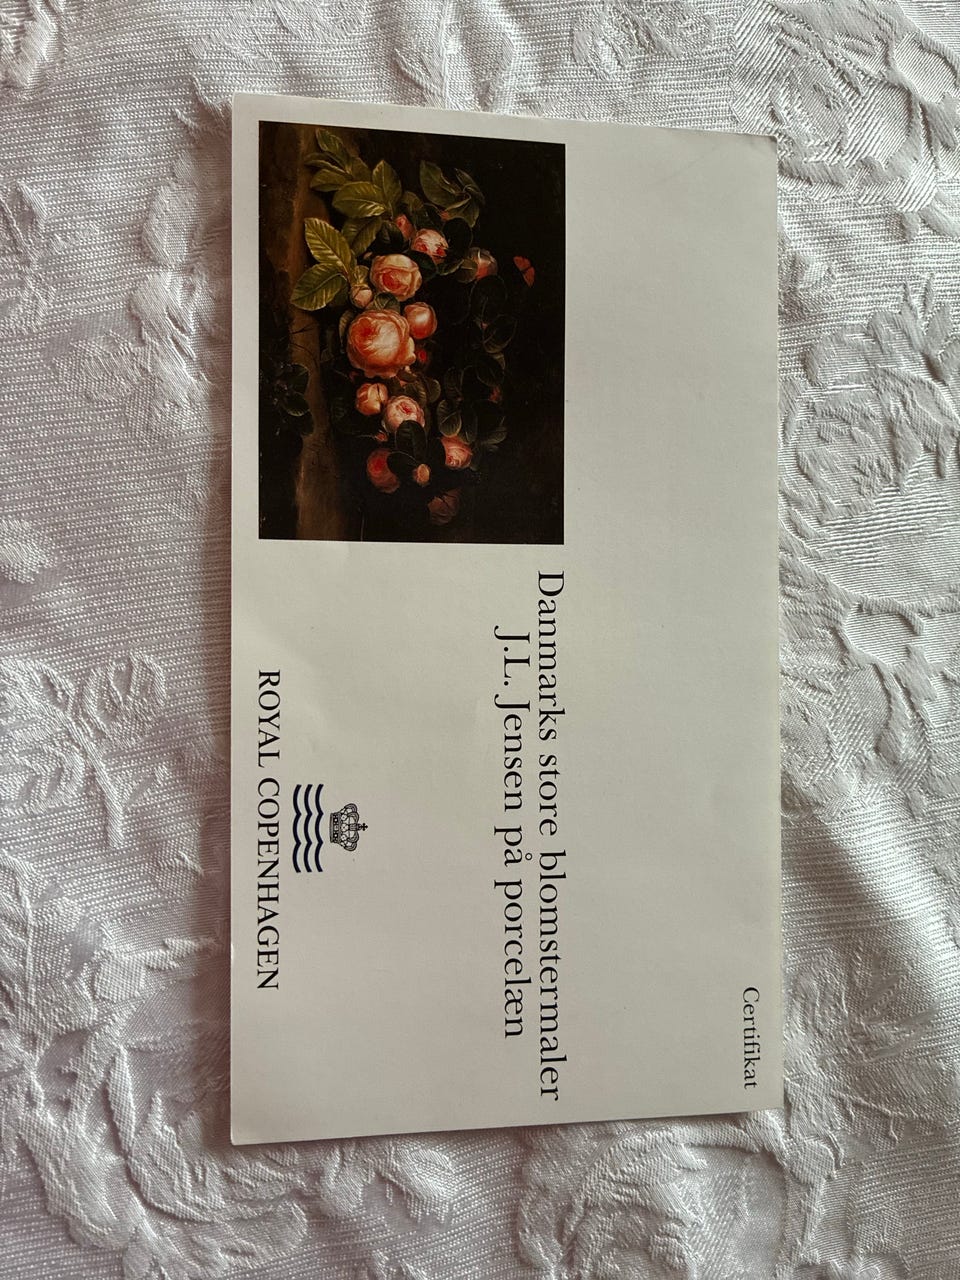 Certifikat
Danmarks store blomstermaler
J.L. Jensen på porcelæn
ROYAL COPENHAGEN